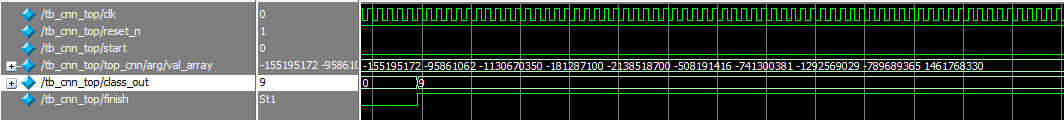 /tb_cnn_top/clk 0
/tb_cnn_top/reset_n 1
/tb_cnn_top/start 0
/tb_cnn_top/top_cnn/arg/val_array -155195172 -958610 -155195172 -95861062 -1130670350 -181287100 -2138518700 -508191416 -741300381 -1292569029 -789689365 1461768330
/tb_cnn_top/class_out 9 0 9
/tb_cnn_top/finish St1